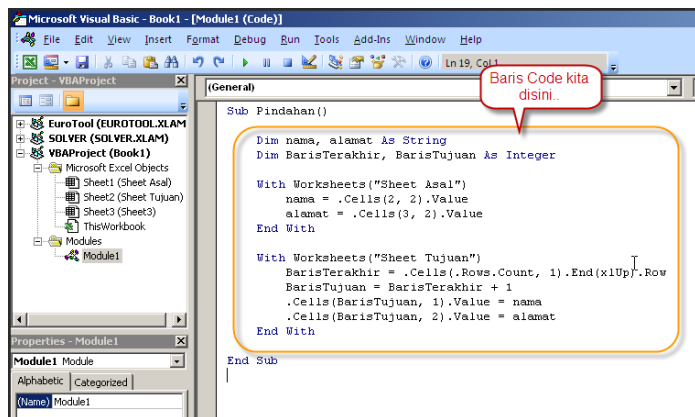 Microsoft Visual Basic - Book1 - [Module1 (Code)]
File Edit View Insert Format Debug Run Tools Add-Ins Window Help
Ln 19, Col 1
Project - VBAProject
(General)
Baris Code kita
disini..
EuroTool (EUROTOOL.XLAM
SOLVER (SOLVER.XLAM)
VBAProject (Book1)
Microsoft Excel Objects
Sheet1 (Sheet Asal)
Sheet2 (Sheet Tujuan)
Sheet3 (Sheet3)
ThisWorkbook
Modules
Module1
Properties - Module1
Module1 Module
Alphabetic Categorized
(Name) Module1
Sub Pindahan()
Dim nama, alamat As String
Dim BarisTerakhir, BarisTujuan As Integer
With Worksheets("Sheet Asal")
nama = .Cells(2, 2).Value
alamat = .Cells(3, 2).Value
End With
With Worksheets("Sheet Tujuan")
BarisTerakhir = .Cells(.Rows.Count, 1).End(xlUp).Row
BarisTujuan = BarisTerakhir + 1
.Cells(BarisTujuan, 1).Value = nama
.Cells(BarisTujuan, 2).Value = alamat
End With
End Sub